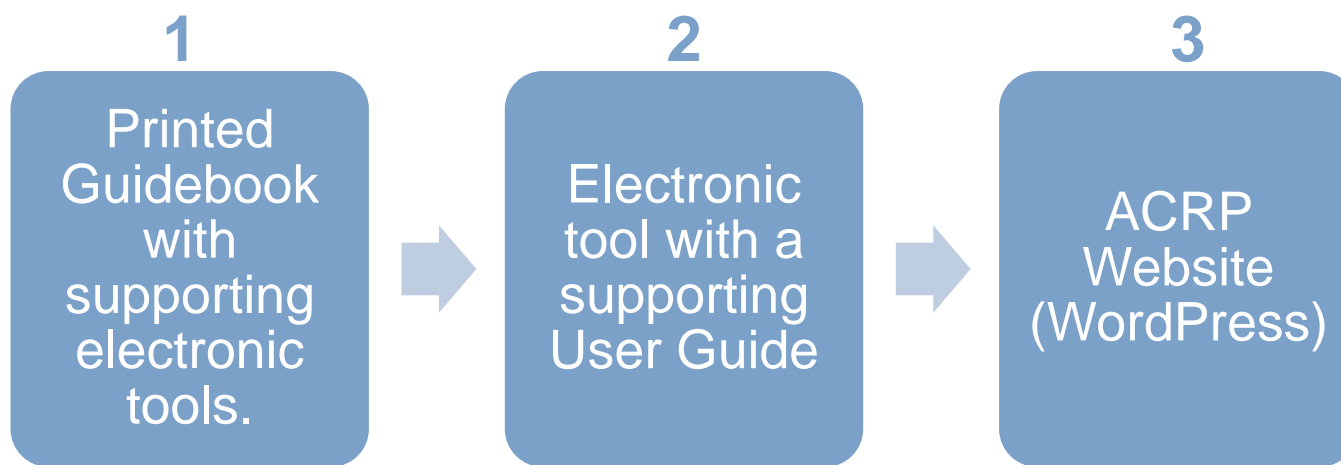 1
Printed
Guidebook
with
supporting
electronic
tools.
2
Electronic
tool with a
supporting
User Guide
3
ACRP
Website
(WordPress)